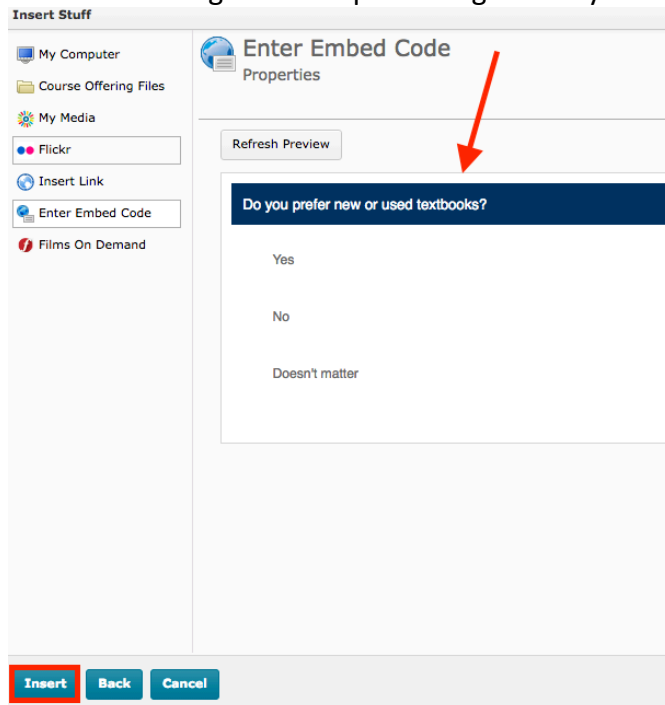 Insert Stuff
My Computer
Course Offering Files
My Media
Flickr
Insert Link
Enter Embed Code
Films On Demand
Enter Embed Code
Properties
Refresh Preview
Do you prefer new or used textbooks?
Yes
No
Doesn't matter
Insert Back Cancel